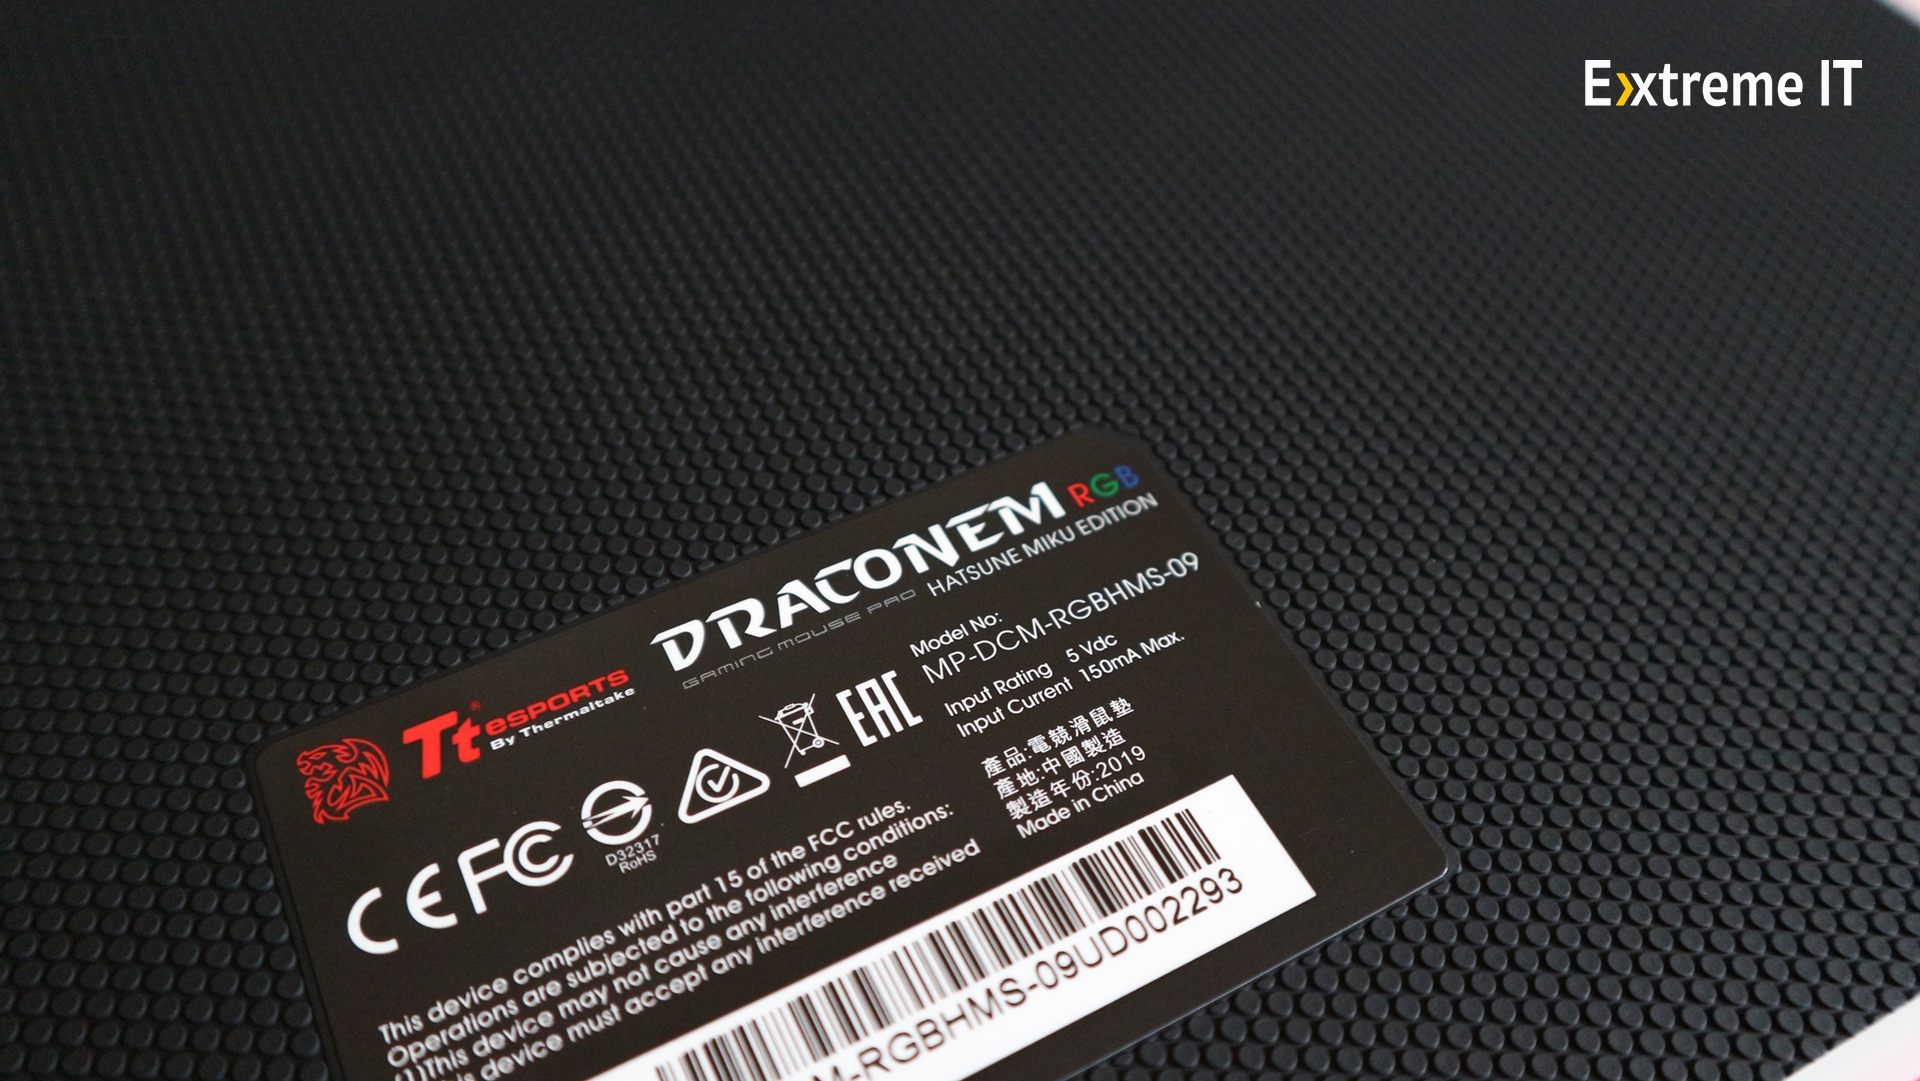 Extreme IT
DRACONEM RGB
GAMING MOUSE PAD HATSUNE MIKU EDITION
Tt eSPORTS
®
By Thermaltake
Model No:
MP-DCM-RGBHMS-09
Input Rating 5 Vdc
Input Current 150mA Max.
EAC
產品:電競滑鼠墊
產地:中國製造
製造年份:2019
Made in China
CE FC
D32317
RoHS
This device complies with part 15 of the FCC rules.
Operations are subjected to the following conditions:
(1)This device may not cause any interference
device must accept any interference received
M-RGBHMS-09UD002293